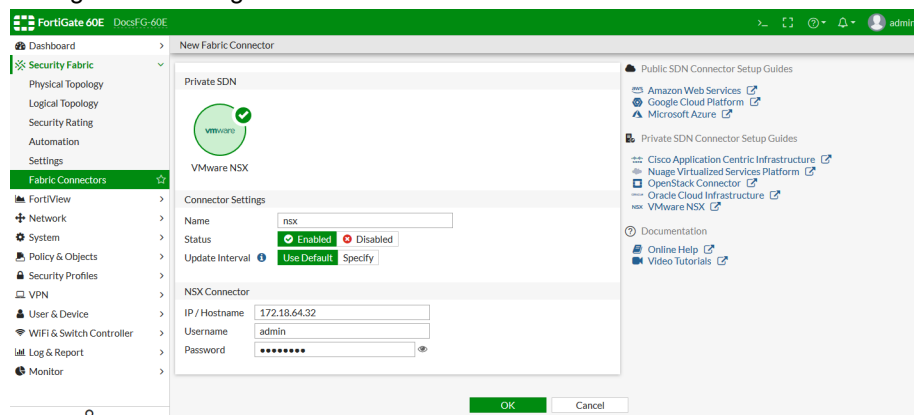 FortiGate 60E DocsFG-60E
admin
Dashboard
Security Fabric
Physical Topology
Logical Topology
Security Rating
Automation
Settings
Fabric Connectors
FortiView
Network
System
Policy & Objects
Security Profiles
VPN
User & Device
WiFi & Switch Controller
Log & Report
Monitor
New Fabric Connector
Private SDN
vmware
VMware NSX
Connector Settings
Name nsx
Status Enabled Disabled
Update Interval Use Default Specify
NSX Connector
IP / Hostname 172.18.64.32
Username admin
Password ●●●●●●●●
OK Cancel
Public SDN Connector Setup Guides
aws Amazon Web Services
Google Cloud Platform
Microsoft Azure
Private SDN Connector Setup Guides
Cisco Application Centric Infrastructure
Nuage Virtualized Services Platform
OpenStack Connector
Oracle Cloud Infrastructure
NSX VMware NSX
Documentation
Online Help
Video Tutorials